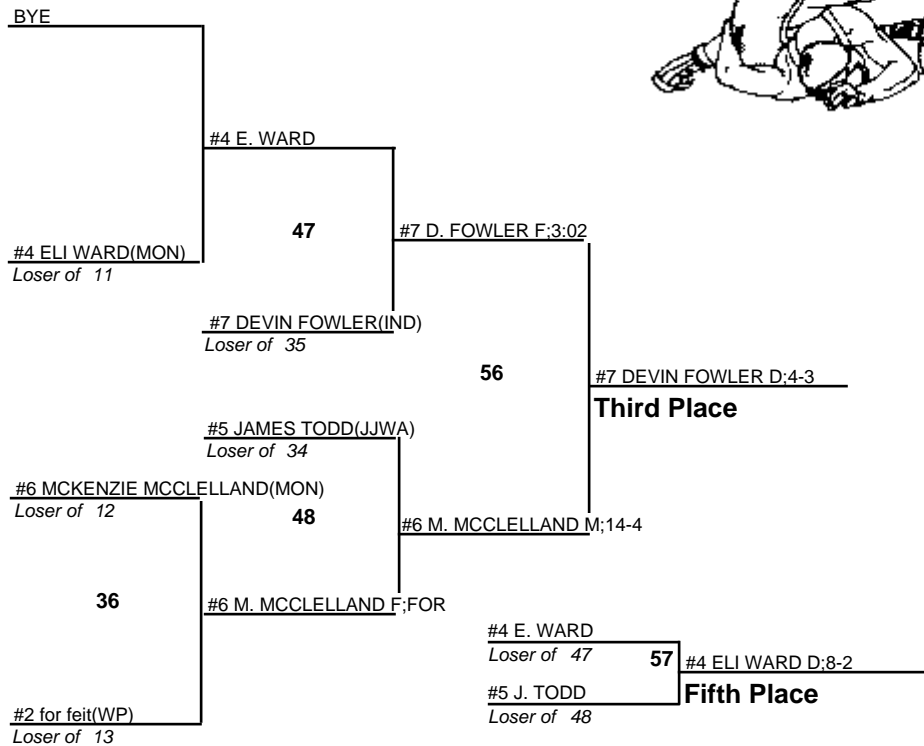 BYE
#4 E. WARD
47
#7 D. FOWLER F;3:02
#4 ELI WARD(MON)
Loser of 11
#7 DEVIN FOWLER(IND)
Loser of 35
56
#7 DEVIN FOWLER D;4-3
Third Place
#5 JAMES TODD(JJWA)
Loser of 34
#6 MCKENZIE MCCLELLAND(MON)
Loser of 12
48
#6 M. MCCLELLAND M;14-4
36
#6 M. MCCLELLAND F;FOR
#4 E. WARD
Loser of 47
57
#4 ELI WARD D;8-2
Fifth Place
#5 J. TODD
Loser of 48
#2 for feit(WP)
Loser of 13